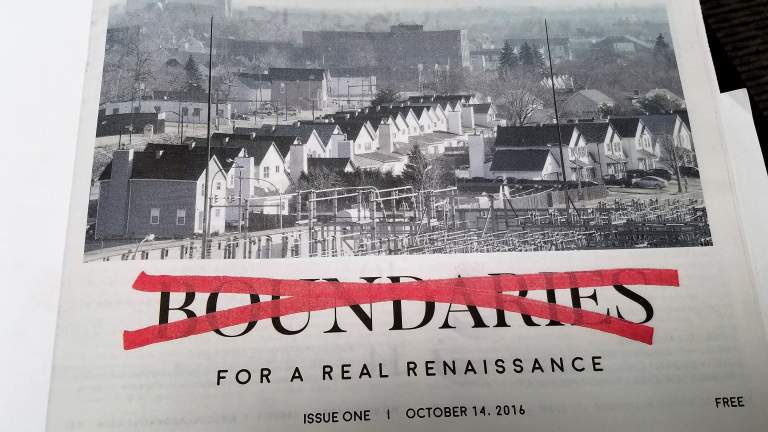 BOUNDARIES
FOR A REAL RENAISSANCE
ISSUE ONE | OCTOBER 14. 2016
FREE